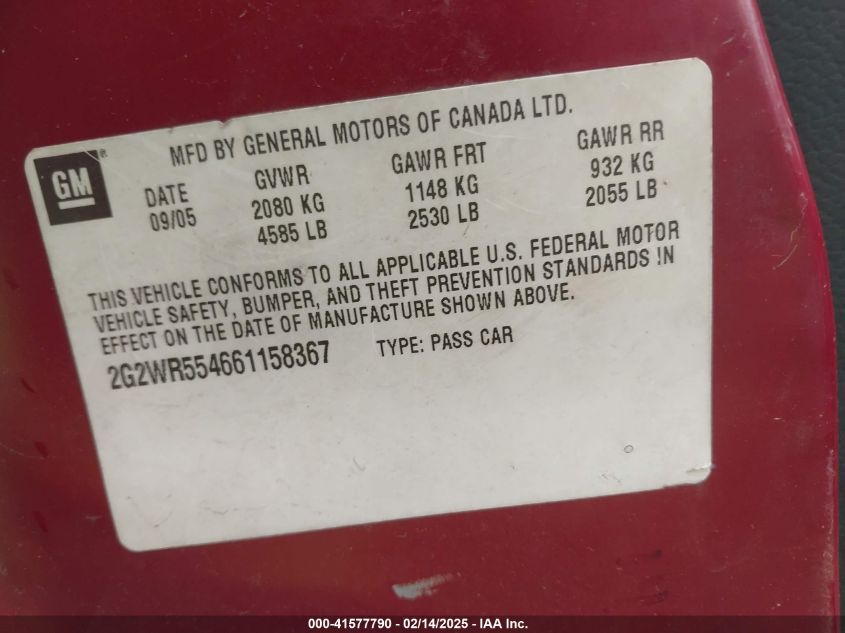 MFD BY GENERAL MOTORS OF CANADA LTD.
GM®
DATE GVWR GAWR FRT GAWR RR
09/05 2080 KG 1148 KG 932 KG
4585 LB 2530 LB 2055 LB
THIS VEHICLE CONFORMS TO ALL APPLICABLE U.S. FEDERAL MOTOR
VEHICLE SAFETY, BUMPER, AND THEFT PREVENTION STANDARDS IN
EFFECT ON THE DATE OF MANUFACTURE SHOWN ABOVE.
2G2WR554661158367 TYPE: PASS CAR
000-41577790 - 02/14/2025 - IAA Inc.